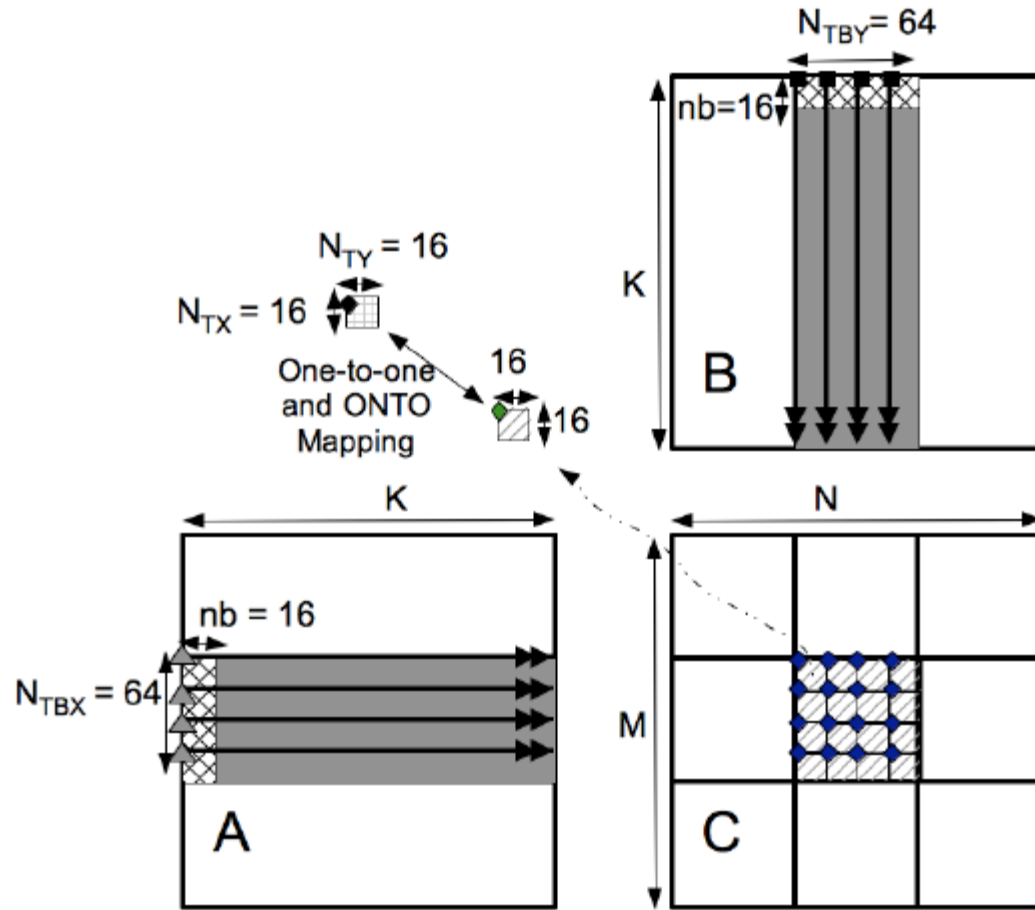 N_TBY = 64
nb=16
K
B
N_TY = 16
N_TX = 16
One-to-one
and ONTO
Mapping
16
16
K
nb = 16
N_TBX = 64
A
N
M
C